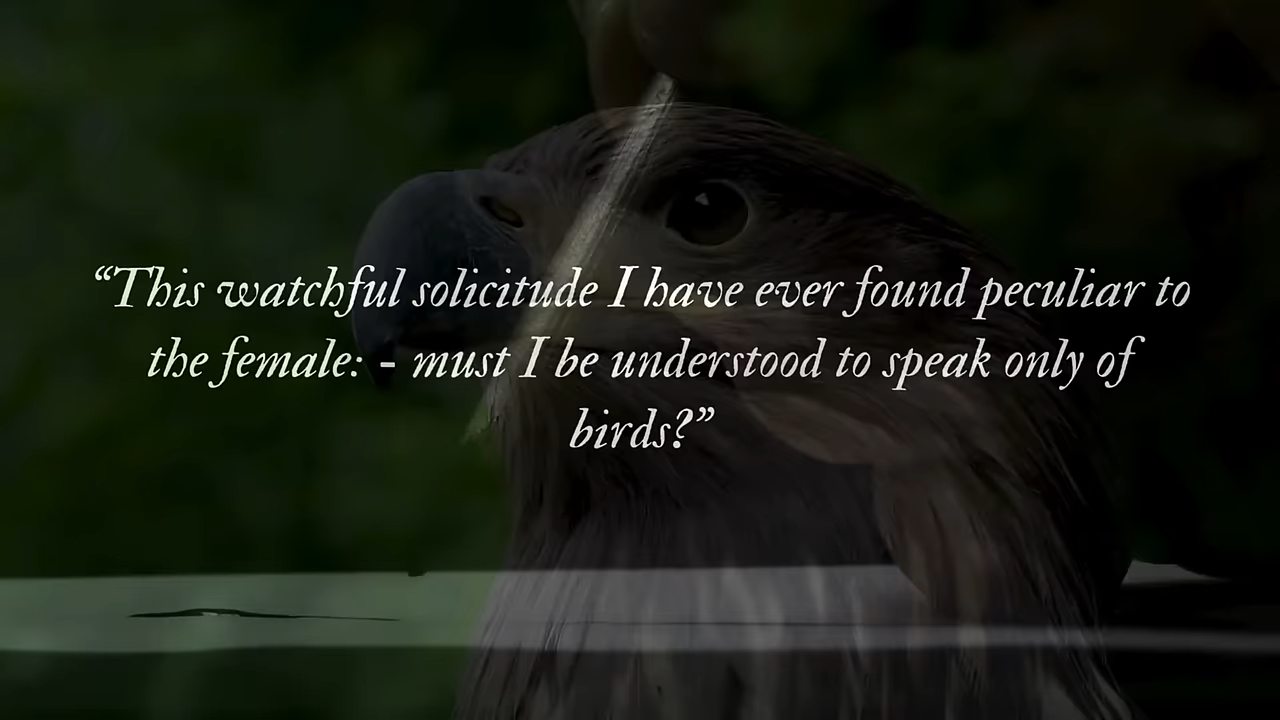 “This watchful solicitude I have ever found peculiar to
the female: - must I be understood to speak only of
birds?”